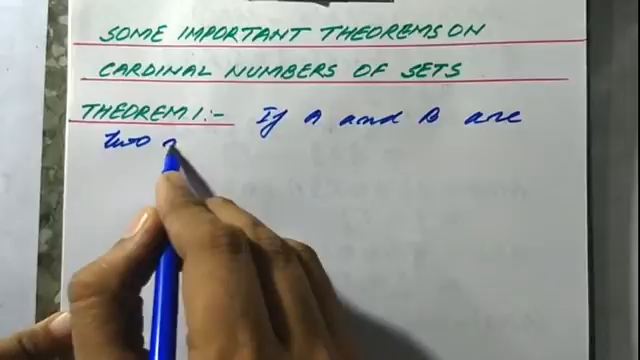 SOME IMPORTANT THEOREMS ON
CARDINAL NUMBERS OF SETS
THEOREM 1:- If A and B are
two